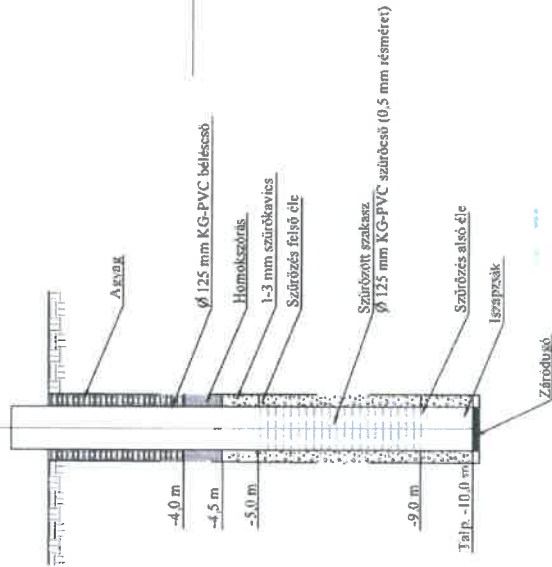 Agyag
Ø 125 mm KG-PVC béléscső
Homokszórás
1-3 mm szűrőkavics
Szűrőzés felső éle
Szűrőzött szakasz
Ø 125 mm KG-PVC szűrőcső (0,5 mm résméret)
Szűrőzés alsó éle
Iszapzsák
Záródugó
-4,0 m
-4,5 m
-5,0 m
-9,0 m
Talp. -10,0 m